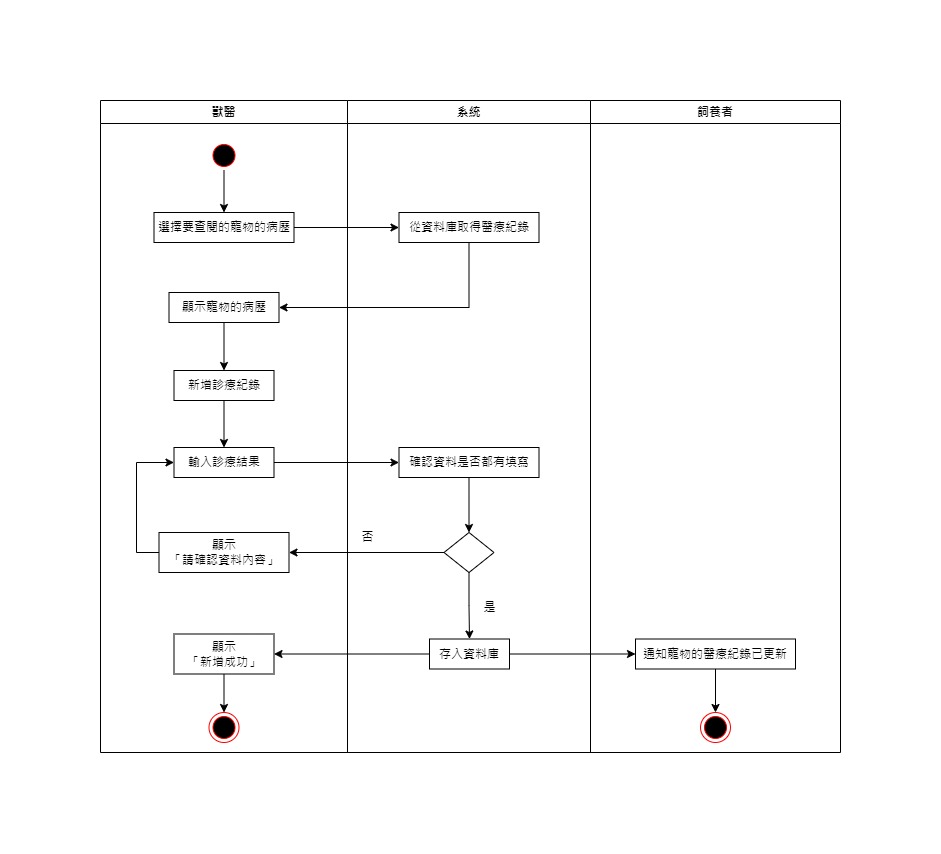 獸醫
系統
飼養者
選擇要查閱的寵物的病歷
從資料庫取得醫療紀錄
顯示寵物的病歷
新增診療紀錄
輸入診療結果
確認資料是否都有填寫
否
顯示
「請確認資料內容」
是
顯示
「新增成功」
存入資料庫
通知寵物的醫療紀錄已更新